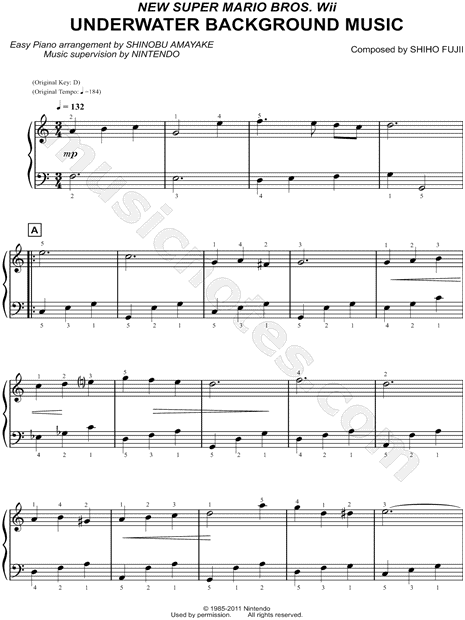 NEW SUPER MARIO BROS. Wii
UNDERWATER BACKGROUND MUSIC
Easy Piano arrangement by SHINOBU AMAYAKE
Music supervision by NINTENDO
Composed by SHIHO FUJII
(Original Key: D)
(Original Tempo: ♩=184)
♩ = 132
mp
A
musicnotes.com
© 1985-2011 Nintendo
Used by permission. All rights reserved.